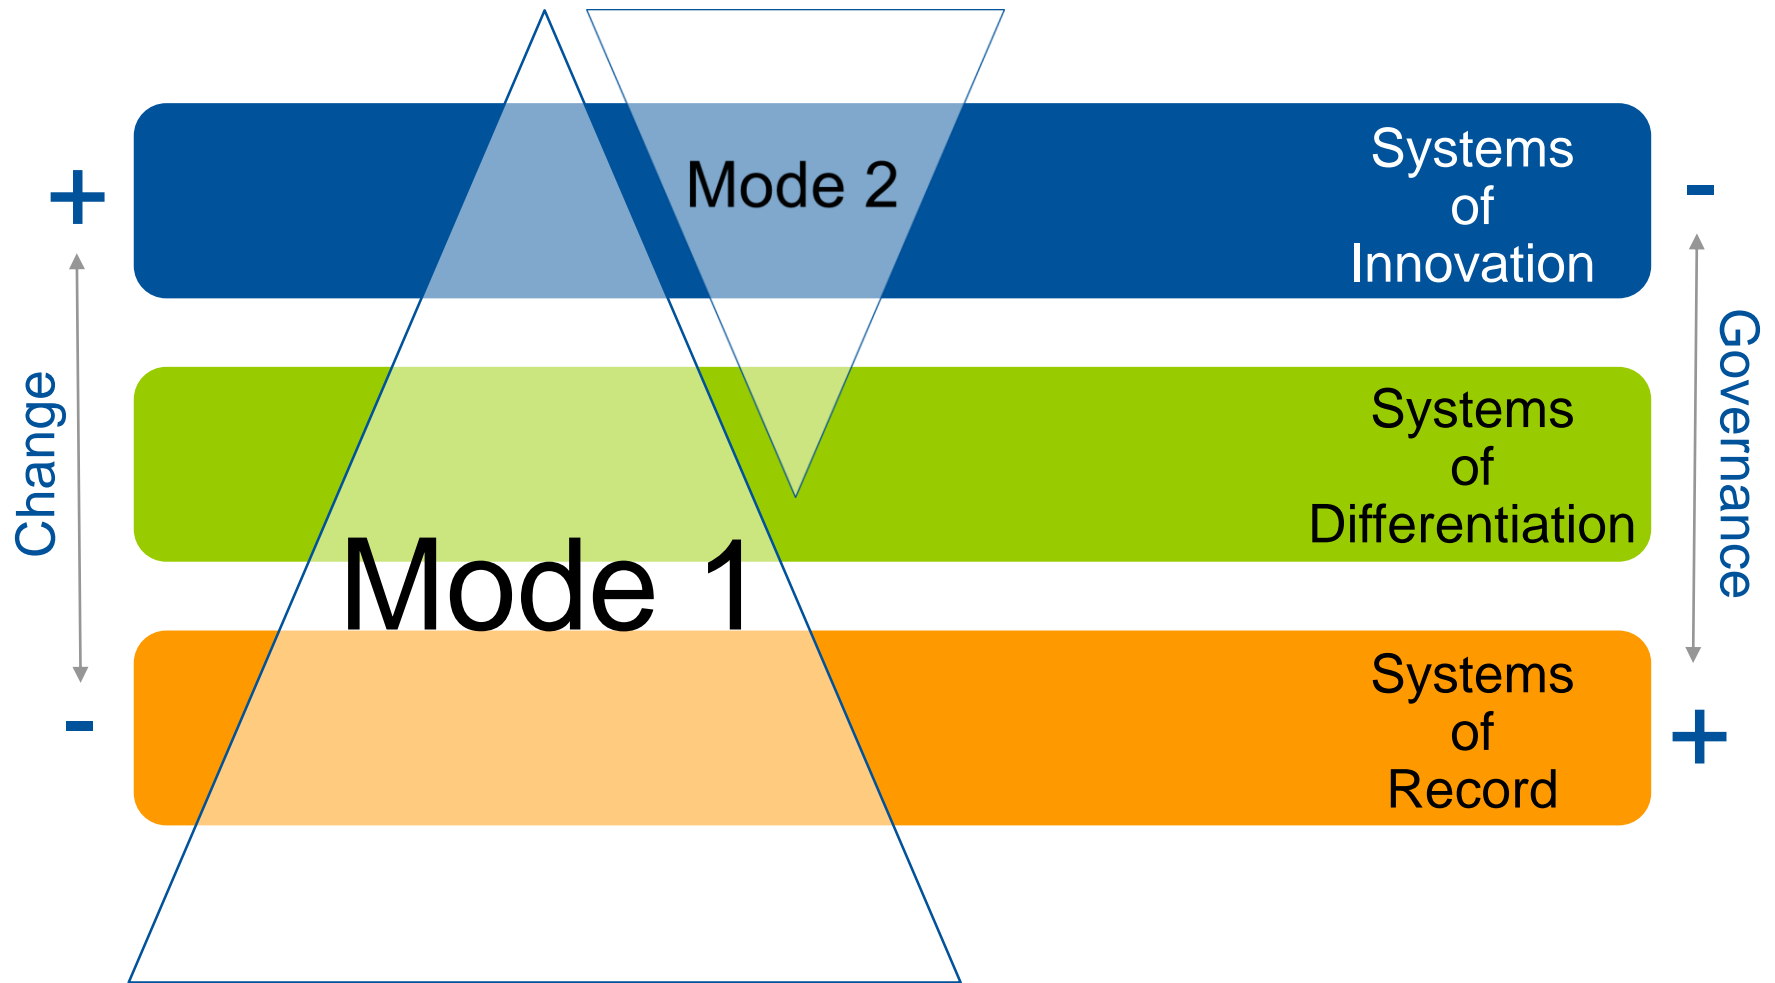 Systems
of
Innovation
Mode 2
+
-
Change
Governance
Systems
of
Differentiation
Mode 1
Systems
of
Record
-
+